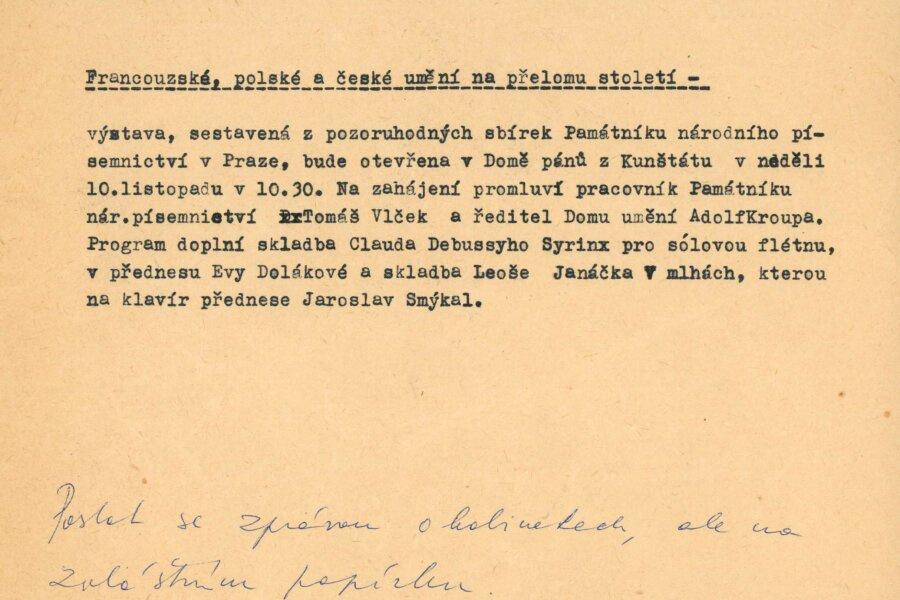 Francouzské, polské a české umění na přelomu století -
výstava, sestavená z pozoruhodných sbírek Památníku národního pí-
semnictví v Praze, bude otevřena v Domě pánů z Kunštátu v neděli
10.listopadu v 10.30. Na zahájení promluví pracovník Památníku
nár.písemnictví Tomáš Vlček a ředitel Domu umění AdolfKroupa.
Program doplní skladba Clauda Debussyho Syrinx pro sólovou flétnu,
v přednesu Evy Dolákové a skladba Leoše Janáčka V mlhách, kterou
na klavír přednese Jaroslav Smýkal.
Poslat se zprávou o kabinetech, ale na
zvláštním papírku.